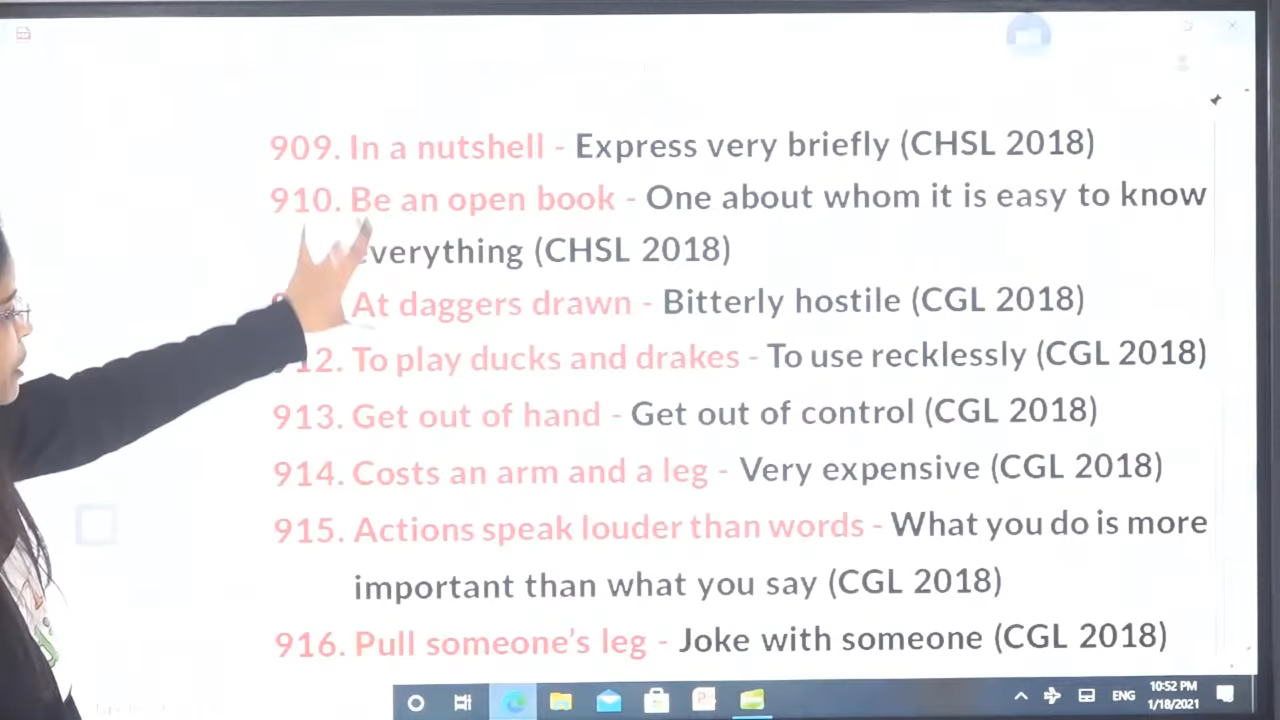 909. In a nutshell - Express very briefly (CHSL 2018)
910. Be an open book - One about whom it is easy to know
everything (CHSL 2018)
At daggers drawn - Bitterly hostile (CGL 2018)
912. To play ducks and drakes - To use recklessly (CGL 2018)
913. Get out of hand - Get out of control (CGL 2018)
914. Costs an arm and a leg - Very expensive (CGL 2018)
915. Actions speak louder than words - What you do is more
important than what you say (CGL 2018)
916. Pull someone's leg - Joke with someone (CGL 2018)
ENG
10:52 PM
1/18/2021